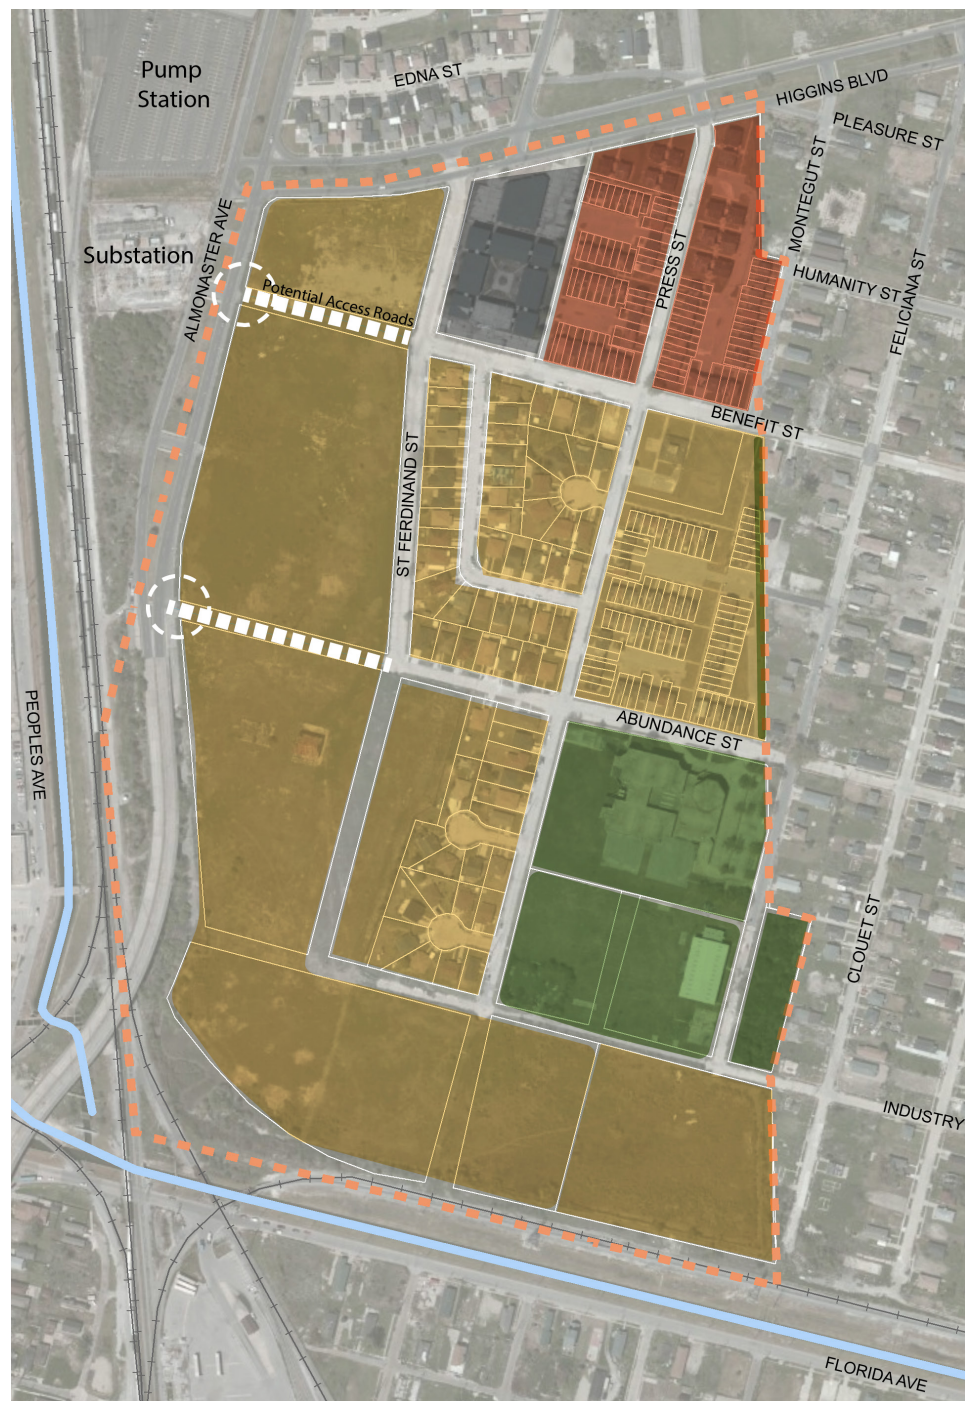 Pump
Station
EDNA ST
HIGGINS BLVD
PLEASURE ST
MONTEGUT ST
Substation
ALMONASTER AVE
Potential Access Roads
PRESS ST
HUMANITY ST
FELICIANA ST
BENEFIT ST
ST FERDINAND ST
PEOPLES AVE
ABUNDANCE ST
CLOUET ST
INDUSTRY
FLORIDA AVE